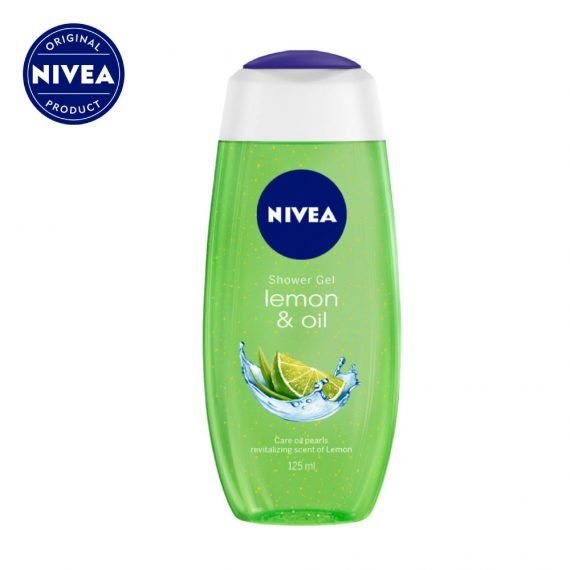 ORIGINAL
NIVEA
PRODUCT
NIVEA
Shower Gel
lemon
& oil
Care oil pearls
revitalizing scent of Lemon
125 ml